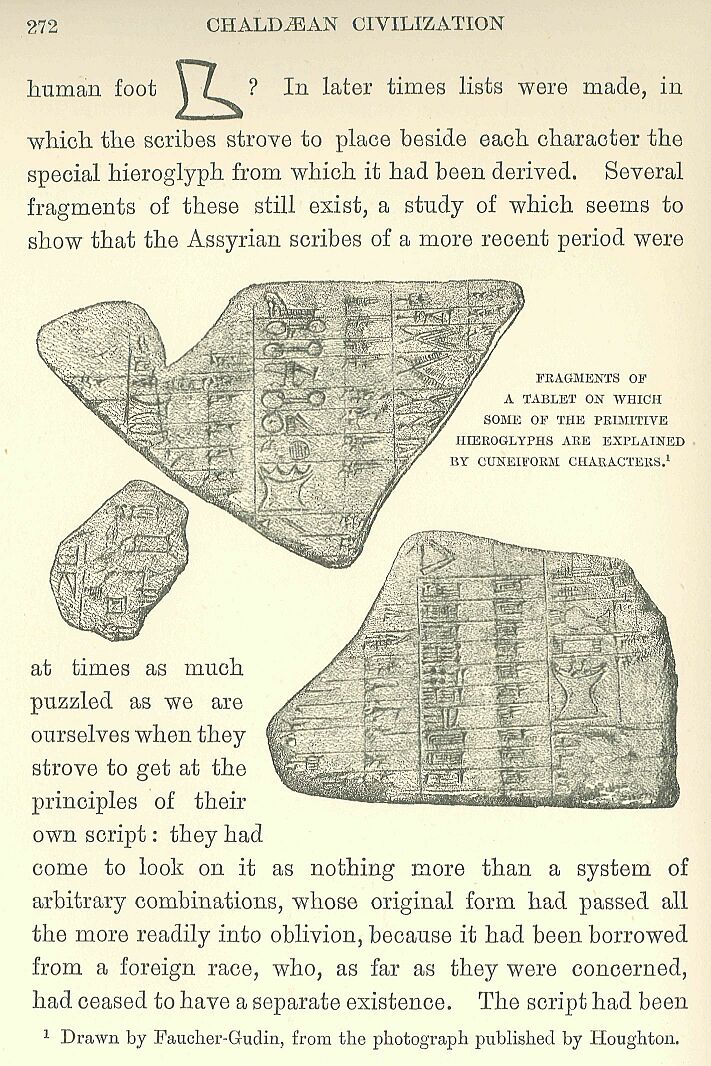 272 CHALDÆAN CIVILIZATION
human foot ? In later times lists were made, in
which the scribes strove to place beside each character the
special hieroglyph from which it had been derived. Several
fragments of these still exist, a study of which seems to
show that the Assyrian scribes of a more recent period were
FRAGMENTS OF
A TABLET ON WHICH
SOME OF THE PRIMITIVE
HIEROGLYPHS ARE EXPLAINED
BY CUNEIFORM CHARACTERS.¹
at times as much
puzzled as we are
ourselves when they
strove to get at the
principles of their
own script : they had
come to look on it as nothing more than a system of
arbitrary combinations, whose original form had passed all
the more readily into oblivion, because it had been borrowed
from a foreign race, who, as far as they were concerned,
had ceased to have a separate existence. The script had been
¹ Drawn by Faucher-Gudin, from the photograph published by Houghton.